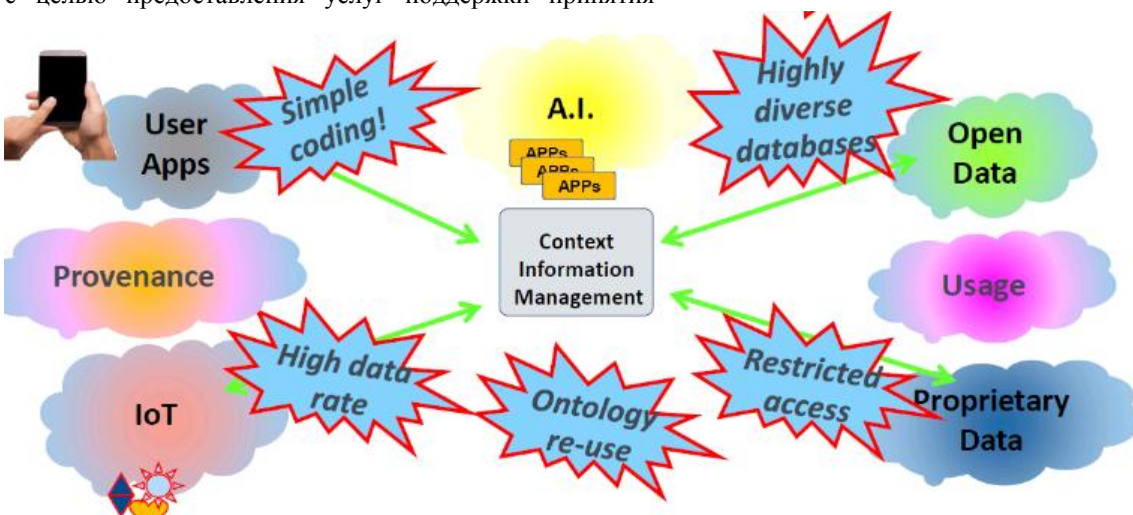 с целью предоставления услуг поддержки принятия
Simple
coding!
A.I.
Highly
diverse
databases
User
Apps
APPs
APPs
APPs
Open
Data
Context
Information
Management
Provenance
Usage
High data
rate
Restricted
access
IoT
Ontology
re-use
Proprietary
Data